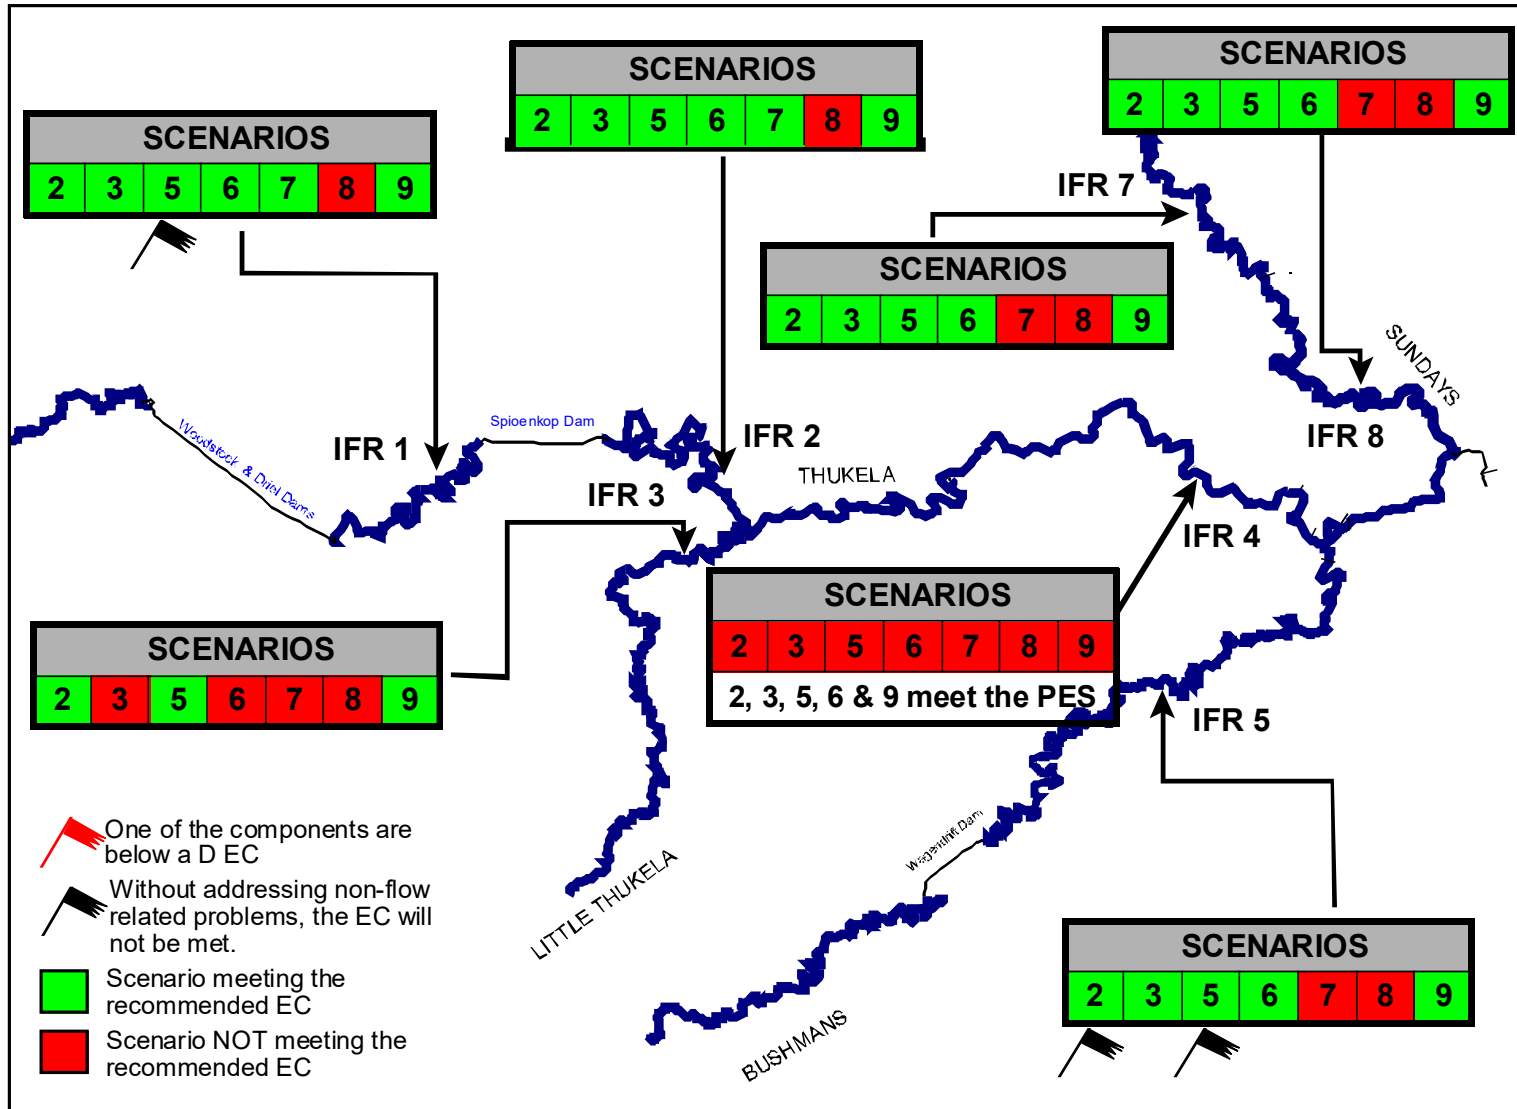 SCENARIOS
2 3 5 6 7 8 9
SCENARIOS
2 3 5 6 7 8 9
SCENARIOS
2 3 5 6 7 8 9
IFR 7
SCENARIOS
2 3 5 6 7 8 9
SUNDAYS
Woodstock & Driel Dams
IFR 1
Spioenkop Dam
IFR 2
IFR 8
THUKELA
IFR 3
IFR 4
SCENARIOS
2 3 5 6 7 8 9
2, 3, 5, 6 & 9 meet the PES
SCENARIOS
2 3 5 6 7 8 9
IFR 5
Wagendrift Dam
LITTLE THUKELA
BUSHMANS
One of the components are
below a D EC
Without addressing non-flow
related problems, the EC will
not be met.
Scenario meeting the
recommended EC
Scenario NOT meeting the
recommended EC
SCENARIOS
2 3 5 6 7 8 9